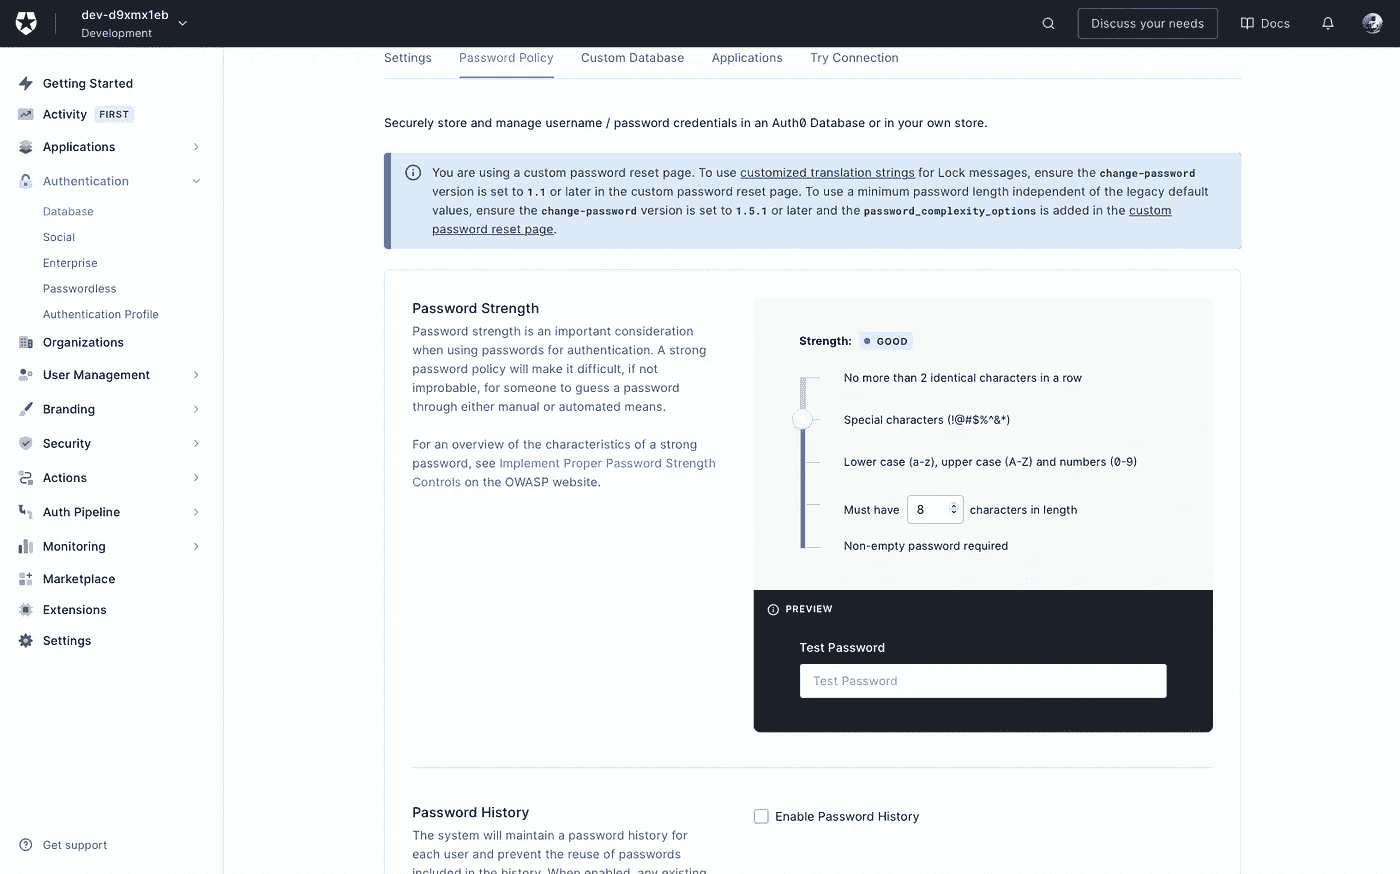 dev-d9xmx1eb
Development
Discuss your needs
Docs
Getting Started
Activity FIRST
Applications
Authentication
Database
Social
Enterprise
Passwordless
Authentication Profile
Organizations
User Management
Branding
Security
Actions
Auth Pipeline
Monitoring
Marketplace
Extensions
Settings
Get support
Settings Password Policy Custom Database Applications Try Connection
Securely store and manage username / password credentials in an Auth0 Database or in your own store.
You are using a custom password reset page. To use customized translation strings for Lock messages, ensure the change-password
version is set to 1.1 or later in the custom password reset page. To use a minimum password length independent of the legacy default
values, ensure the change-password version is set to 1.5.1 or later and the password_complexity_options is added in the custom
password reset page.
Password Strength
Password strength is an important consideration
when using passwords for authentication. A strong
password policy will make it difficult, if not
improbable, for someone to guess a password
through either manual or automated means.
For an overview of the characteristics of a strong
password, see Implement Proper Password Strength
Controls on the OWASP website.
Strength: GOOD
No more than 2 identical characters in a row
Special characters (!@#$%^&*)
Lower case (a-z), upper case (A-Z) and numbers (0-9)
Must have 8 characters in length
Non-empty password required
PREVIEW
Test Password
Test Password
Password History
The system will maintain a password history for
each user and prevent the reuse of passwords
included in the history. When enabled, any existing
Enable Password History